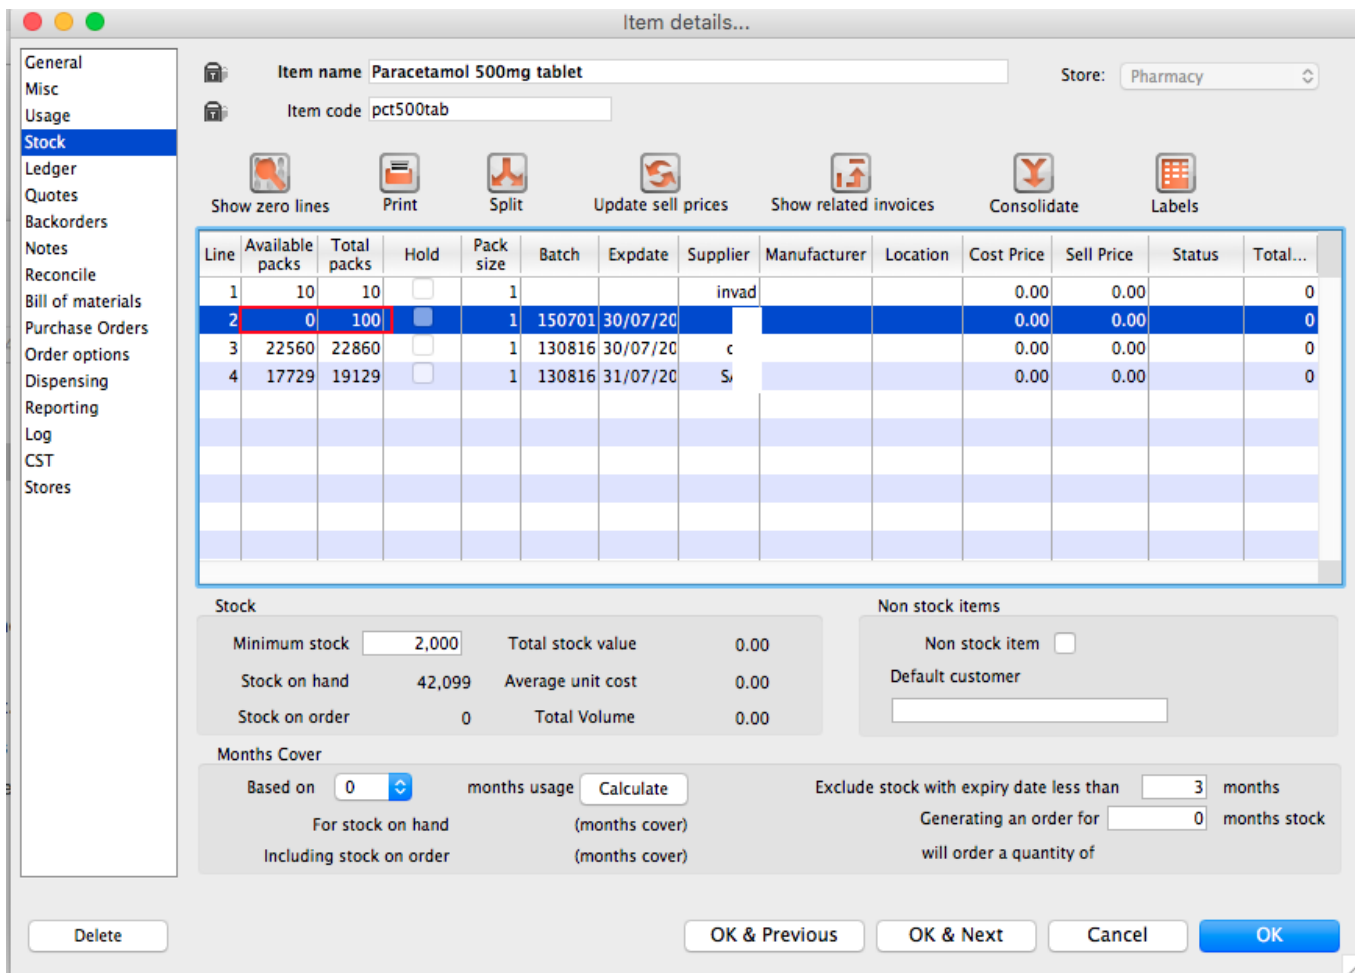 Item details...
General
Misc
Usage
Stock
Ledger
Quotes
Backorders
Notes
Reconcile
Bill of materials
Purchase Orders
Order options
Dispensing
Reporting
Log
CST
Stores
Item name Paracetamol 500mg tablet
Store: Pharmacy
Item code pct500tab
Show zero lines Print Split Update sell prices Show related invoices Consolidate Labels
Line Available packs Total packs Hold Pack size Batch Expdate Supplier Manufacturer Location Cost Price Sell Price Status Total...
1 10 10 1 invad 0.00 0.00 0
2 0 100 1 150701 30/07/20 0.00 0.00 0
3 22560 22860 1 130816 30/07/20 0.00 0.00 0
4 17729 19129 1 130816 31/07/20 0.00 0.00 0
Stock
Minimum stock 2,000 Total stock value 0.00
Stock on hand 42,099 Average unit cost 0.00
Stock on order 0 Total Volume 0.00
Non stock items
Non stock item
Default customer
Months Cover
Based on 0 months usage Calculate
For stock on hand (months cover)
Including stock on order (months cover)
Exclude stock with expiry date less than 3 months
Generating an order for 0 months stock
will order a quantity of
Delete OK & Previous OK & Next Cancel OK